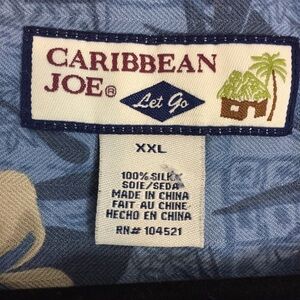 CARIBBEAN
JOE®
Let Go
XXL
100% SILK
SOIE/SEDA
MADE IN CHINA
FAIT AU CHINE
HECHO EN CHINA
RN# 104521